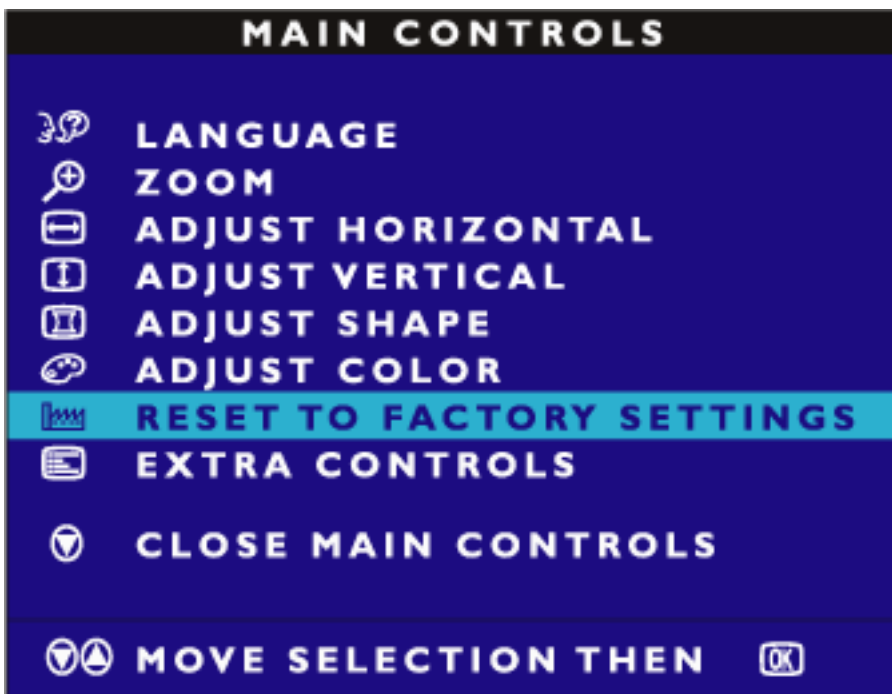 MAIN CONTROLS
LANGUAGE
ZOOM
ADJUST HORIZONTAL
ADJUST VERTICAL
ADJUST SHAPE
ADJUST COLOR
RESET TO FACTORY SETTINGS
EXTRA CONTROLS
CLOSE MAIN CONTROLS
MOVE SELECTION THEN OK